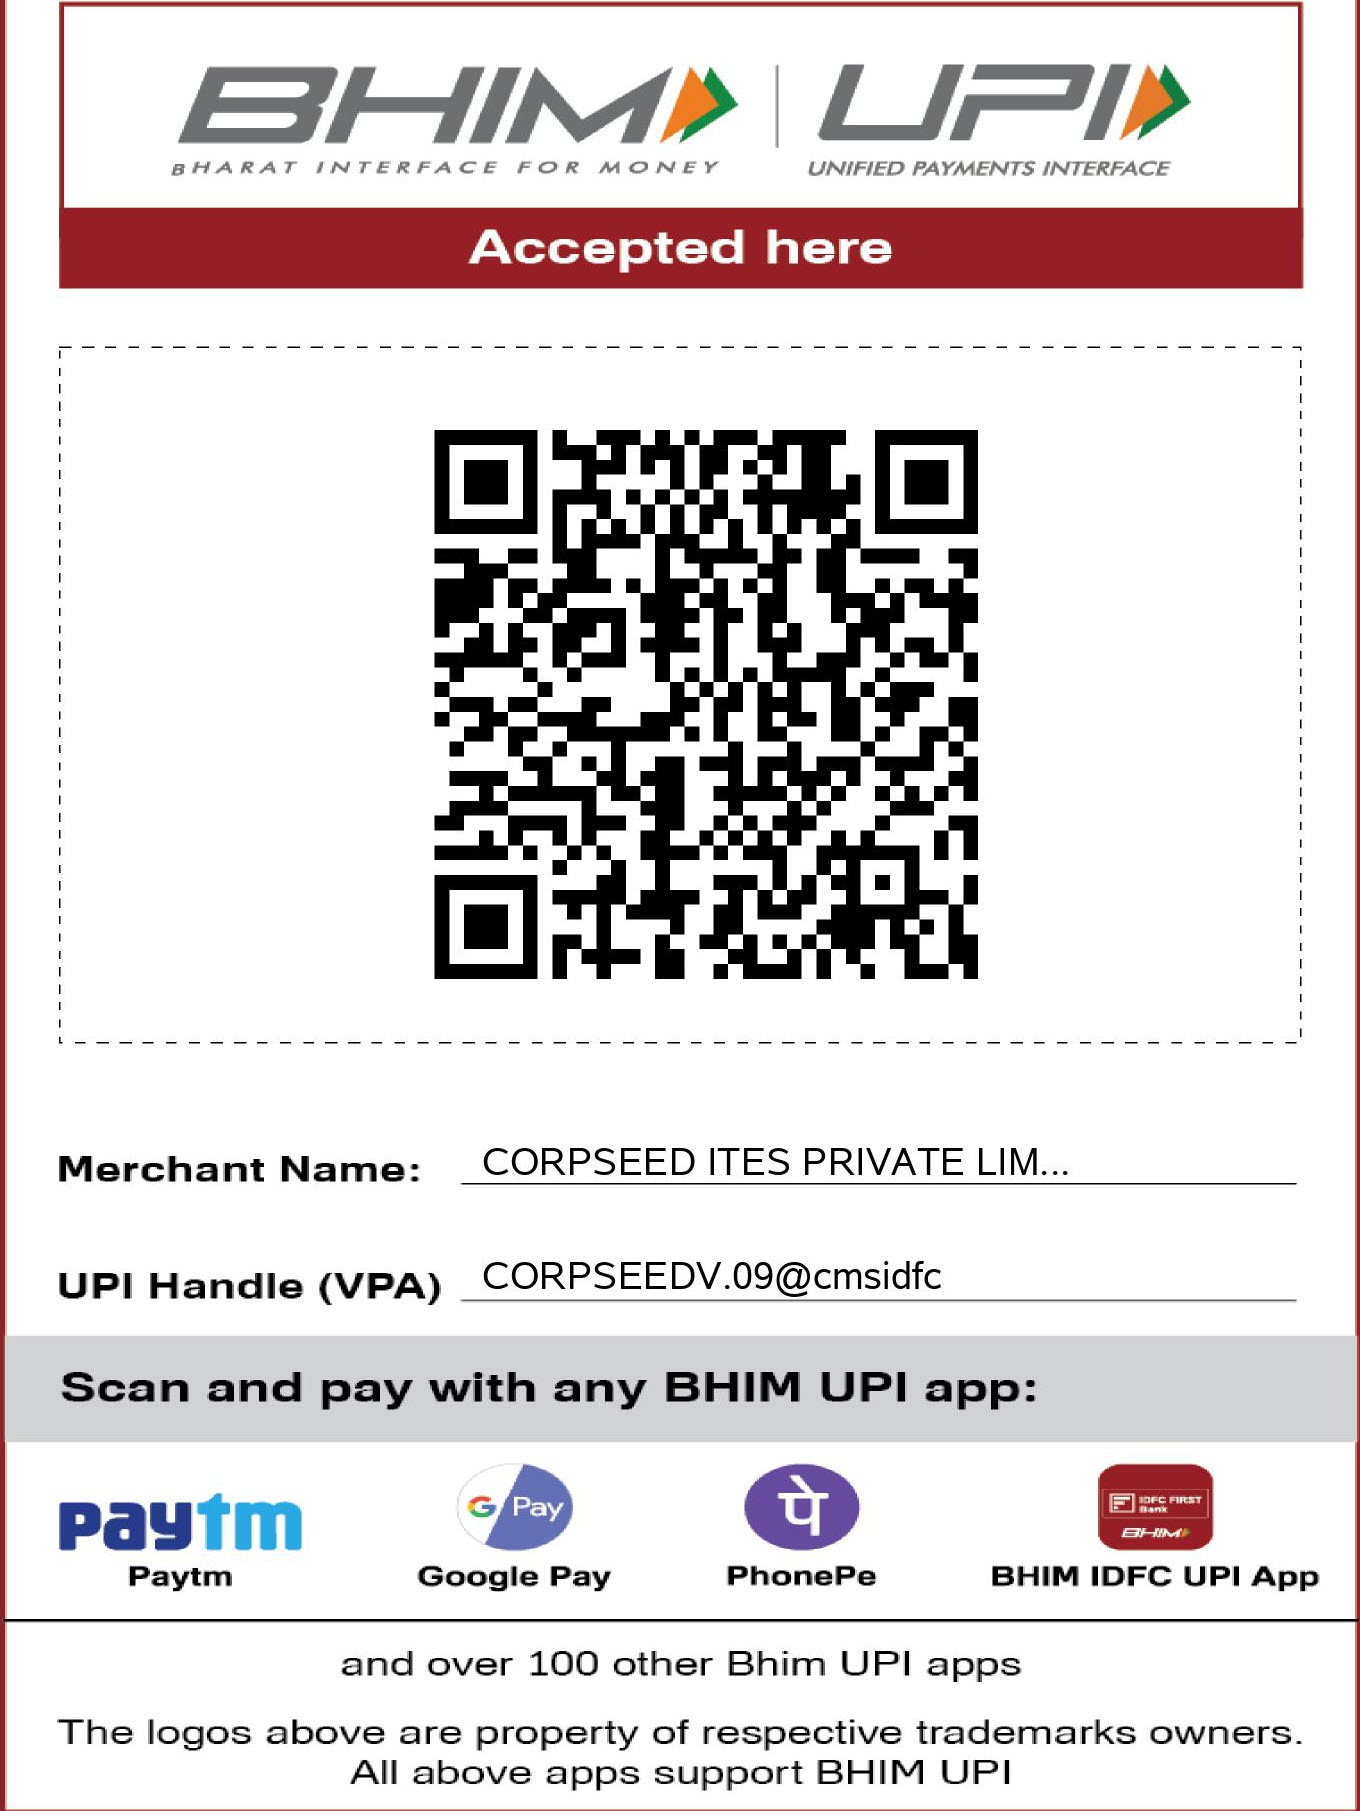 BHIM
BHARAT INTERFACE FOR MONEY
UPI
UNIFIED PAYMENTS INTERFACE
Accepted here
Merchant Name: CORPSEED ITES PRIVATE LIM...
UPI Handle (VPA) CORPSEEDV.09@cmsidfc
Scan and pay with any BHIM UPI app:
paytm
G Pay
पे
IDFC FIRST
Bank
BHIM
Paytm
Google Pay
PhonePe
BHIM IDFC UPI App
and over 100 other Bhim UPI apps
The logos above are property of respective trademarks owners.
All above apps support BHIM UPI